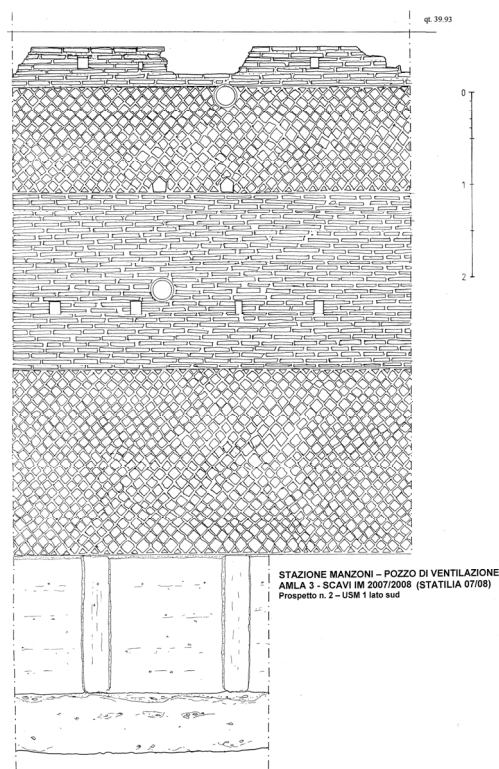 qt. 39.93
0
1
2
STAZIONE MANZONI – POZZO DI VENTILAZIONE
AMLA 3 - SCAVI IM 2007/2008 (STATILIA 07/08)
Prospetto n. 2 – USM 1 lato sud